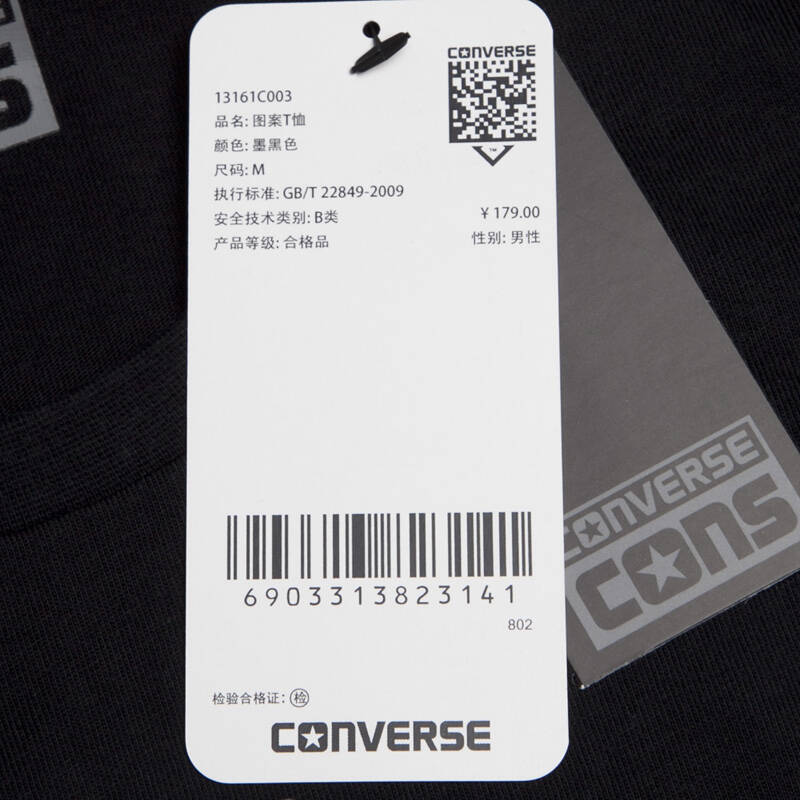 CONVERSE
13161C003
品名: 图案T恤
颜色: 墨黑色
尺码: M
执行标准: GB/T 22849-2009
安全技术类别: B类
¥ 179.00
产品等级: 合格品
性别: 男性
6903313823141
802
检验合格证: 检
CONVERSE
CONVERSE
CONS